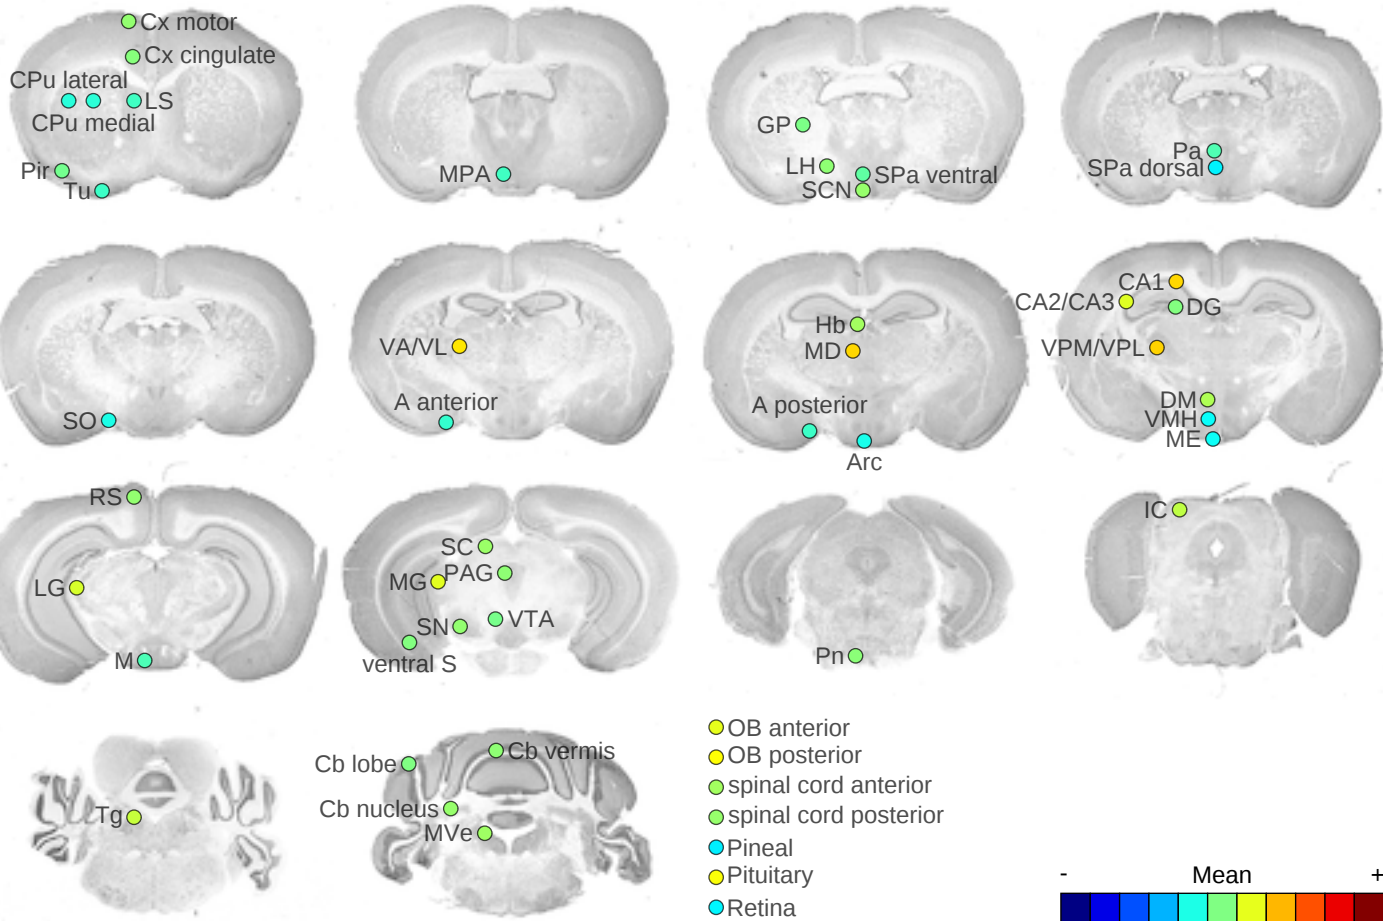 Cx motor
Cx cingulate
CPu lateral
LS
CPu medial
Pir
Tu
MPA
GP
LH
SPa ventral
SCN
Pa
SPa dorsal
SO
VA/VL
A anterior
Hb
MD
A posterior
Arc
CA1
CA2/CA3
DG
VPM/VPL
DM
VMH
ME
RS
LG
M
SC
MG
PAG
SN
VTA
ventral S
Pn
IC
Tg
Cb lobe
Cb vermis
Cb nucleus
MVe
OB anterior
OB posterior
spinal cord anterior
spinal cord posterior
Pineal
Pituitary
Retina
- Mean +